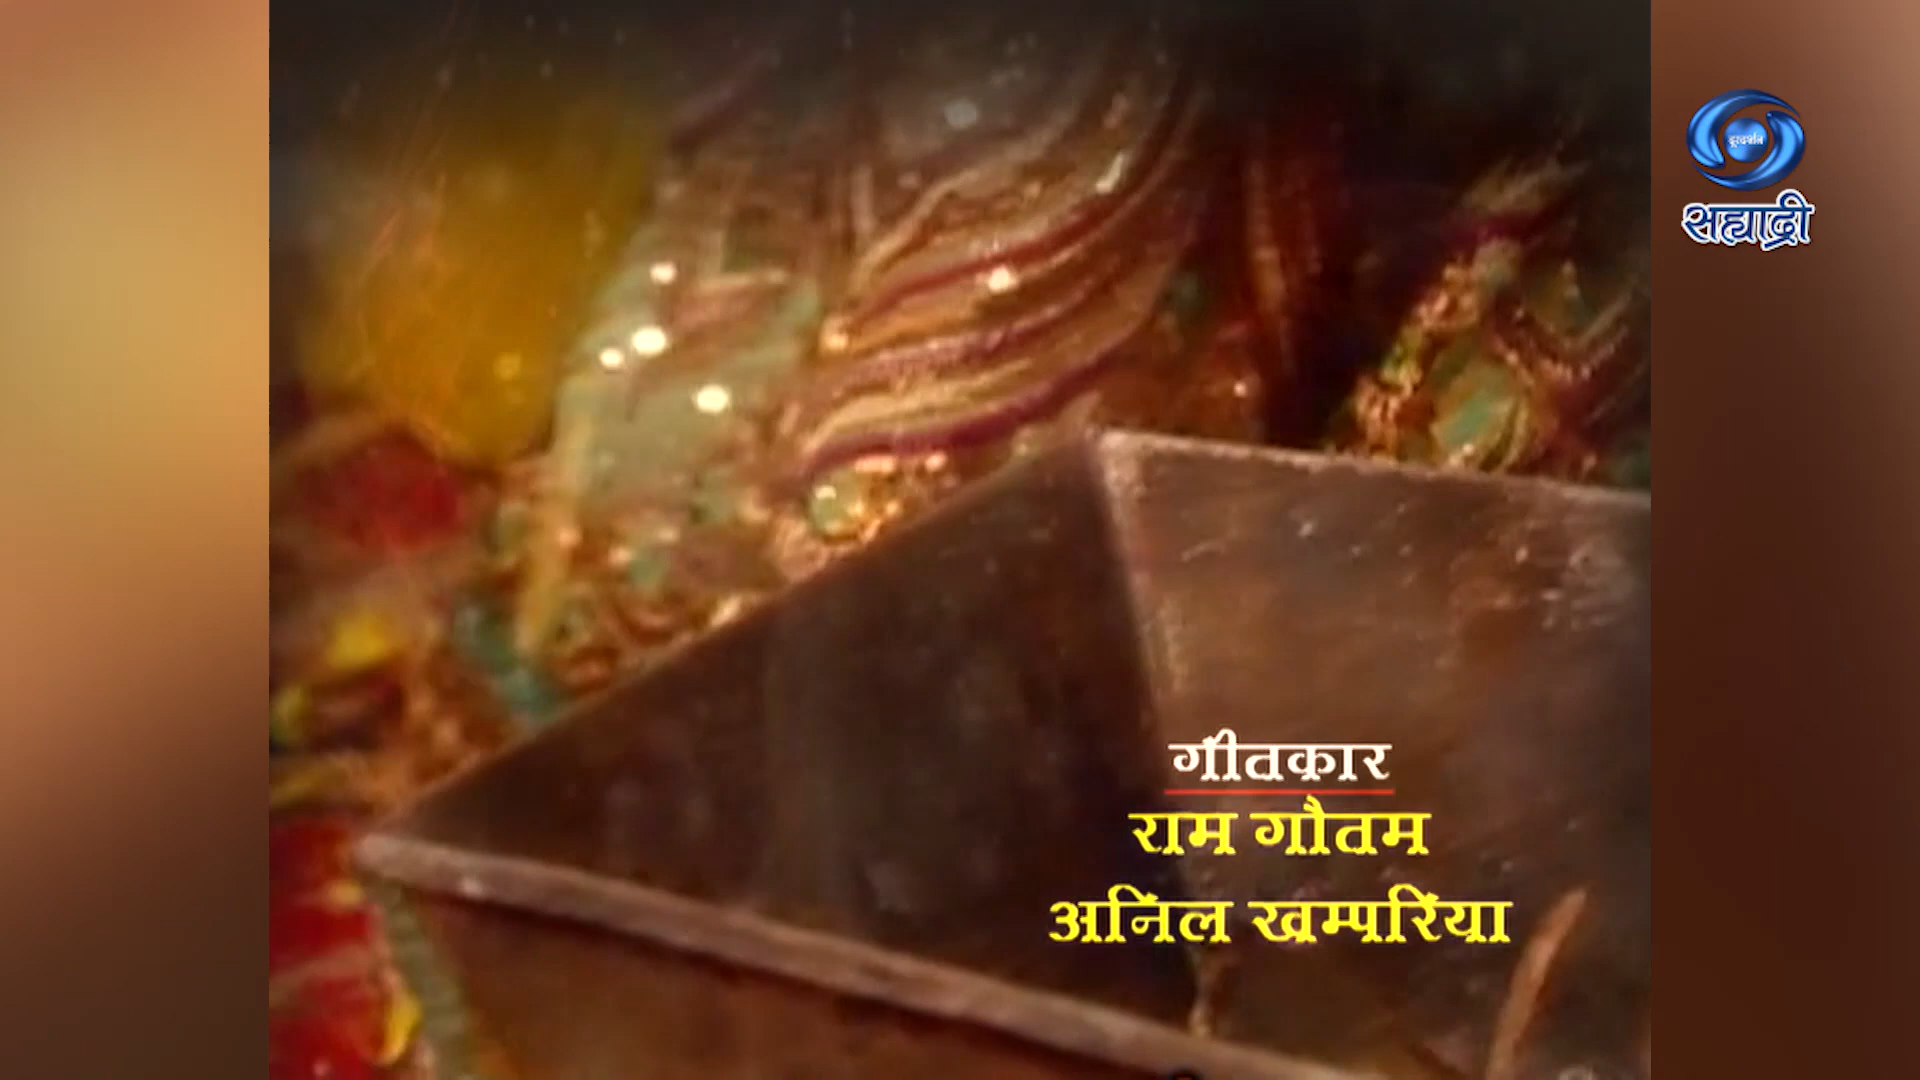 दूरदर्शन
सह्याद्री
गीतकार
राम गौतम
अनिल खम्परिया